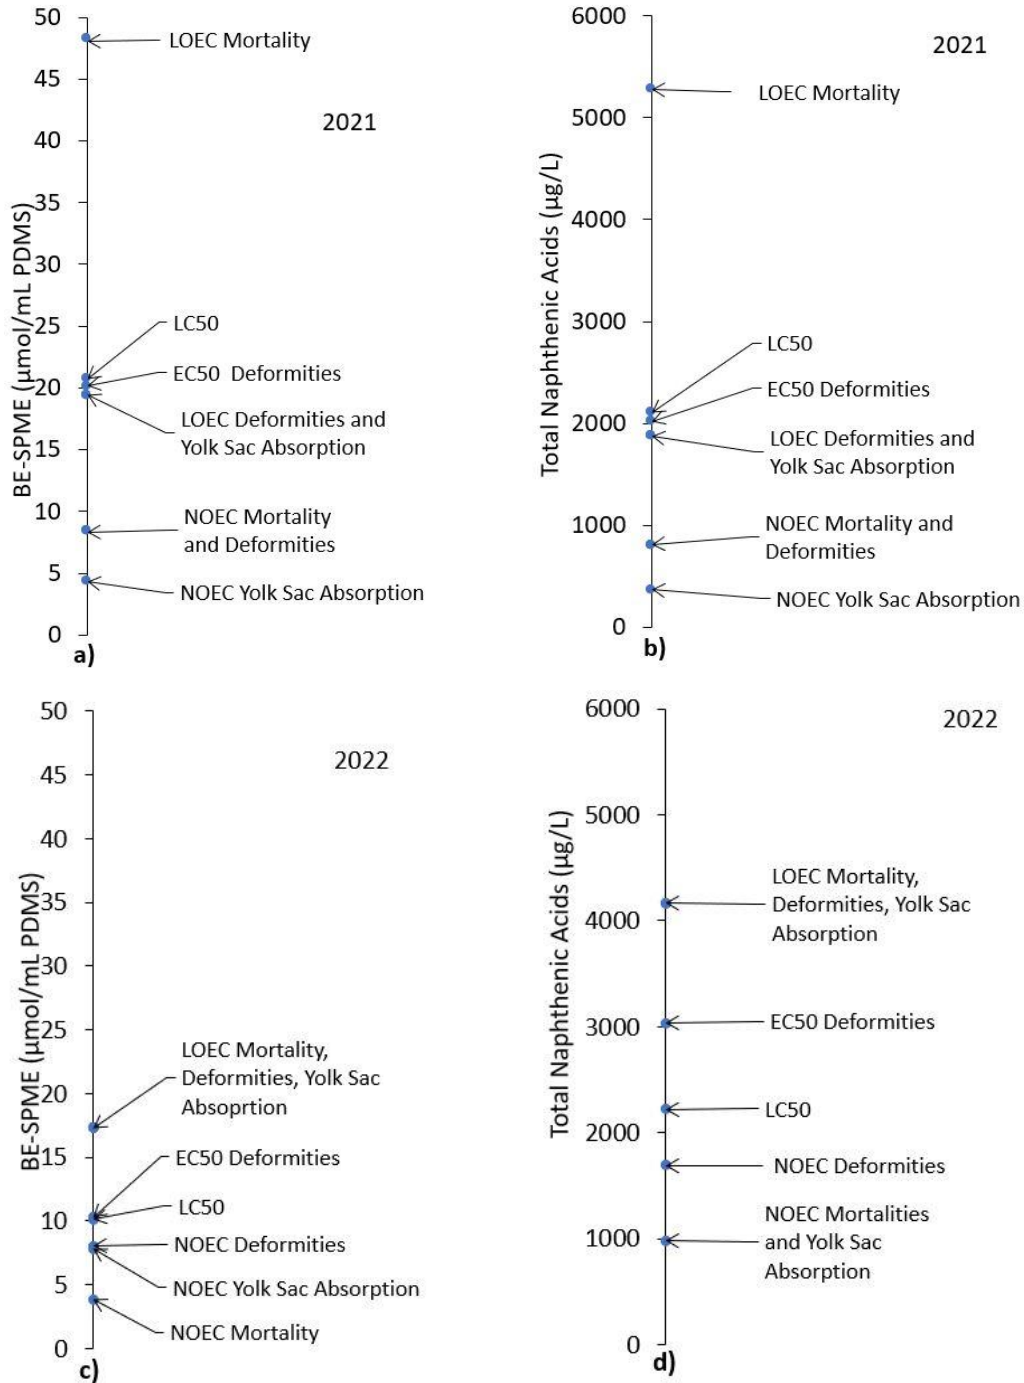 50
45
40
35
30
25
20
15
10
5
0
BE-SPME (µmol/mL PDMS)
2021
LOEC Mortality
LC50
EC50 Deformities
LOEC Deformities and
Yolk Sac Absorption
NOEC Mortality
and Deformities
NOEC Yolk Sac Absorption
a)
6000
5000
4000
3000
2000
1000
0
Total Naphthenic Acids (µg/L)
2021
LOEC Mortality
LC50
EC50 Deformities
LOEC Deformities and
Yolk Sac Absorption
NOEC Mortality and
Deformities
NOEC Yolk Sac Absorption
b)
50
45
40
35
30
25
20
15
10
5
0
BE-SPME (µmol/mL PDMS)
2022
LOEC Mortality,
Deformities, Yolk Sac
Absoprtion
EC50 Deformities
LC50
NOEC Deformities
NOEC Yolk Sac Absorption
NOEC Mortality
c)
6000
5000
4000
3000
2000
1000
0
Total Naphthenic Acids (µg/L)
2022
LOEC Mortality,
Deformities, Yolk Sac
Absorption
EC50 Deformities
LC50
NOEC Deformities
NOEC Mortalities
and Yolk Sac
Absorption
d)